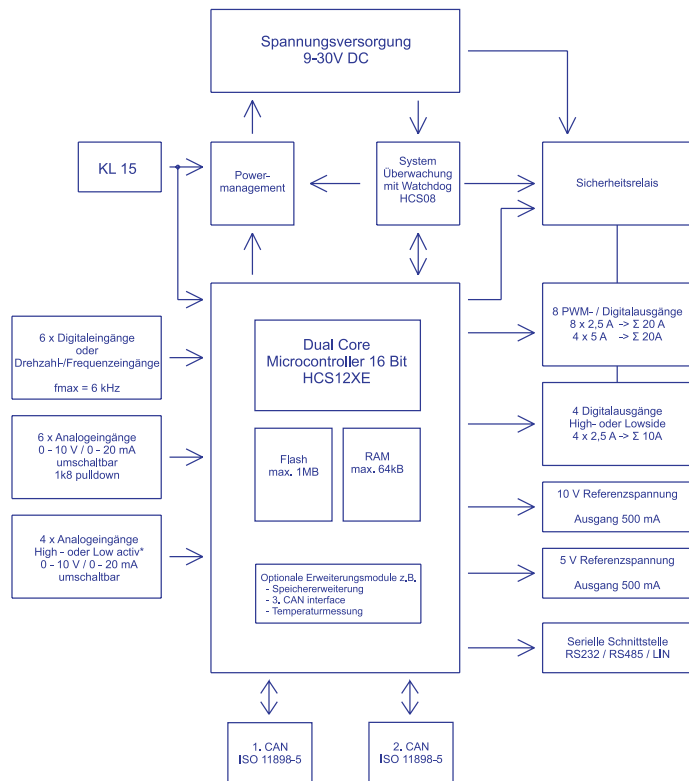 Spannungsversorgung
9-30V DC
KL 15
Power-
management
System
Überwachung
mit Watchdog
HCS08
Sicherheitsrelais
6 x Digitaleingänge
oder
Drehzahl-/Frequenzeingänge
fmax = 6 kHz
6 x Analogeingänge
0 - 10 V / 0 - 20 mA
umschaltbar
1k8 pulldown
4 x Analogeingänge
High - oder Low activ*
0 - 10 V / 0 - 20 mA
umschaltbar
Dual Core
Microcontroller 16 Bit
HCS12XE
Flash
max. 1MB
RAM
max. 64kB
Optionale Erweiterungsmodule z.B.
- Speichererweiterung
- 3. CAN interface
- Temperaturmessung
8 PWM- / Digitalausgänge
8 x 2,5 A -> Σ 20 A
4 x 5 A -> Σ 20A
4 Digitalausgänge
High- oder Lowside
4 x 2,5 A -> Σ 10A
10 V Referenzspannung
Ausgang 500 mA
5 V Referenzspannung
Ausgang 500 mA
Serielle Schnittstelle
RS232 / RS485 / LIN
1. CAN
ISO 11898-5
2. CAN
ISO 11898-5